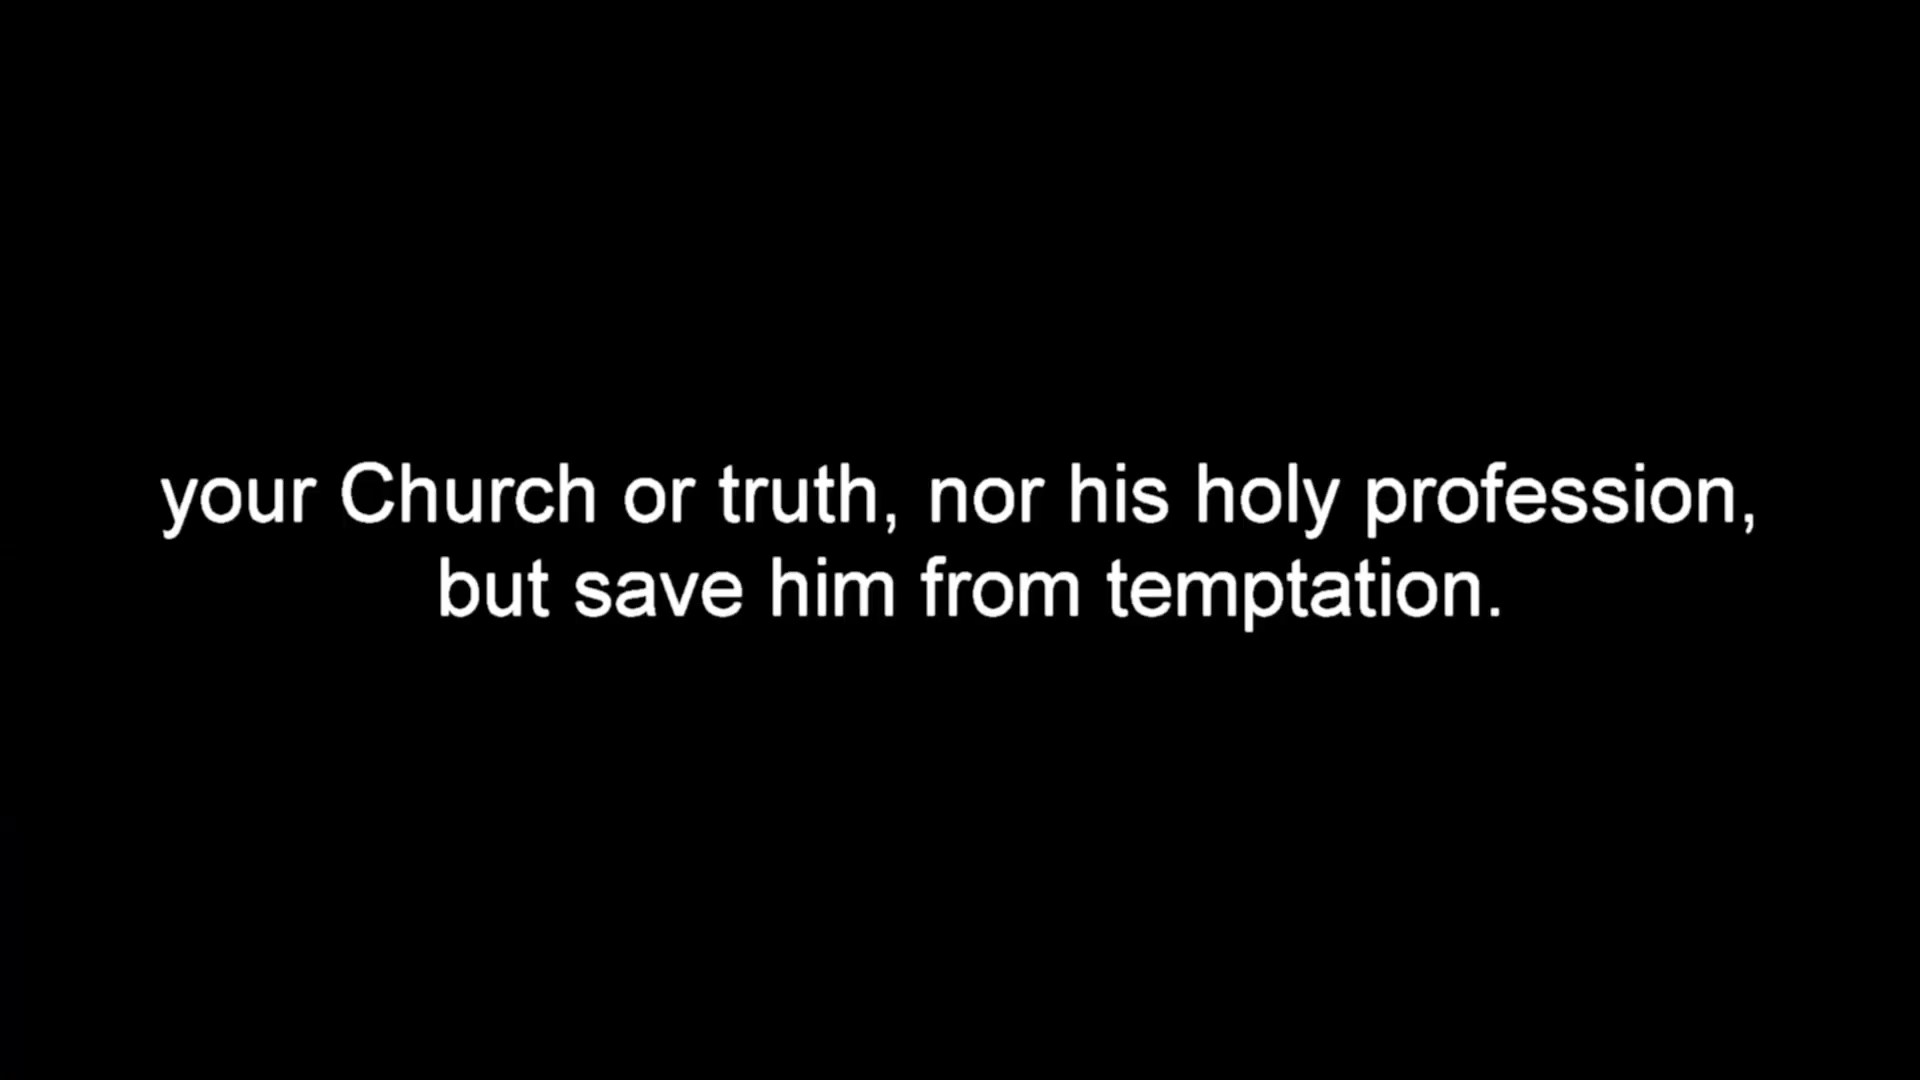 your Church or truth, nor his holy profession,
but save him from temptation.